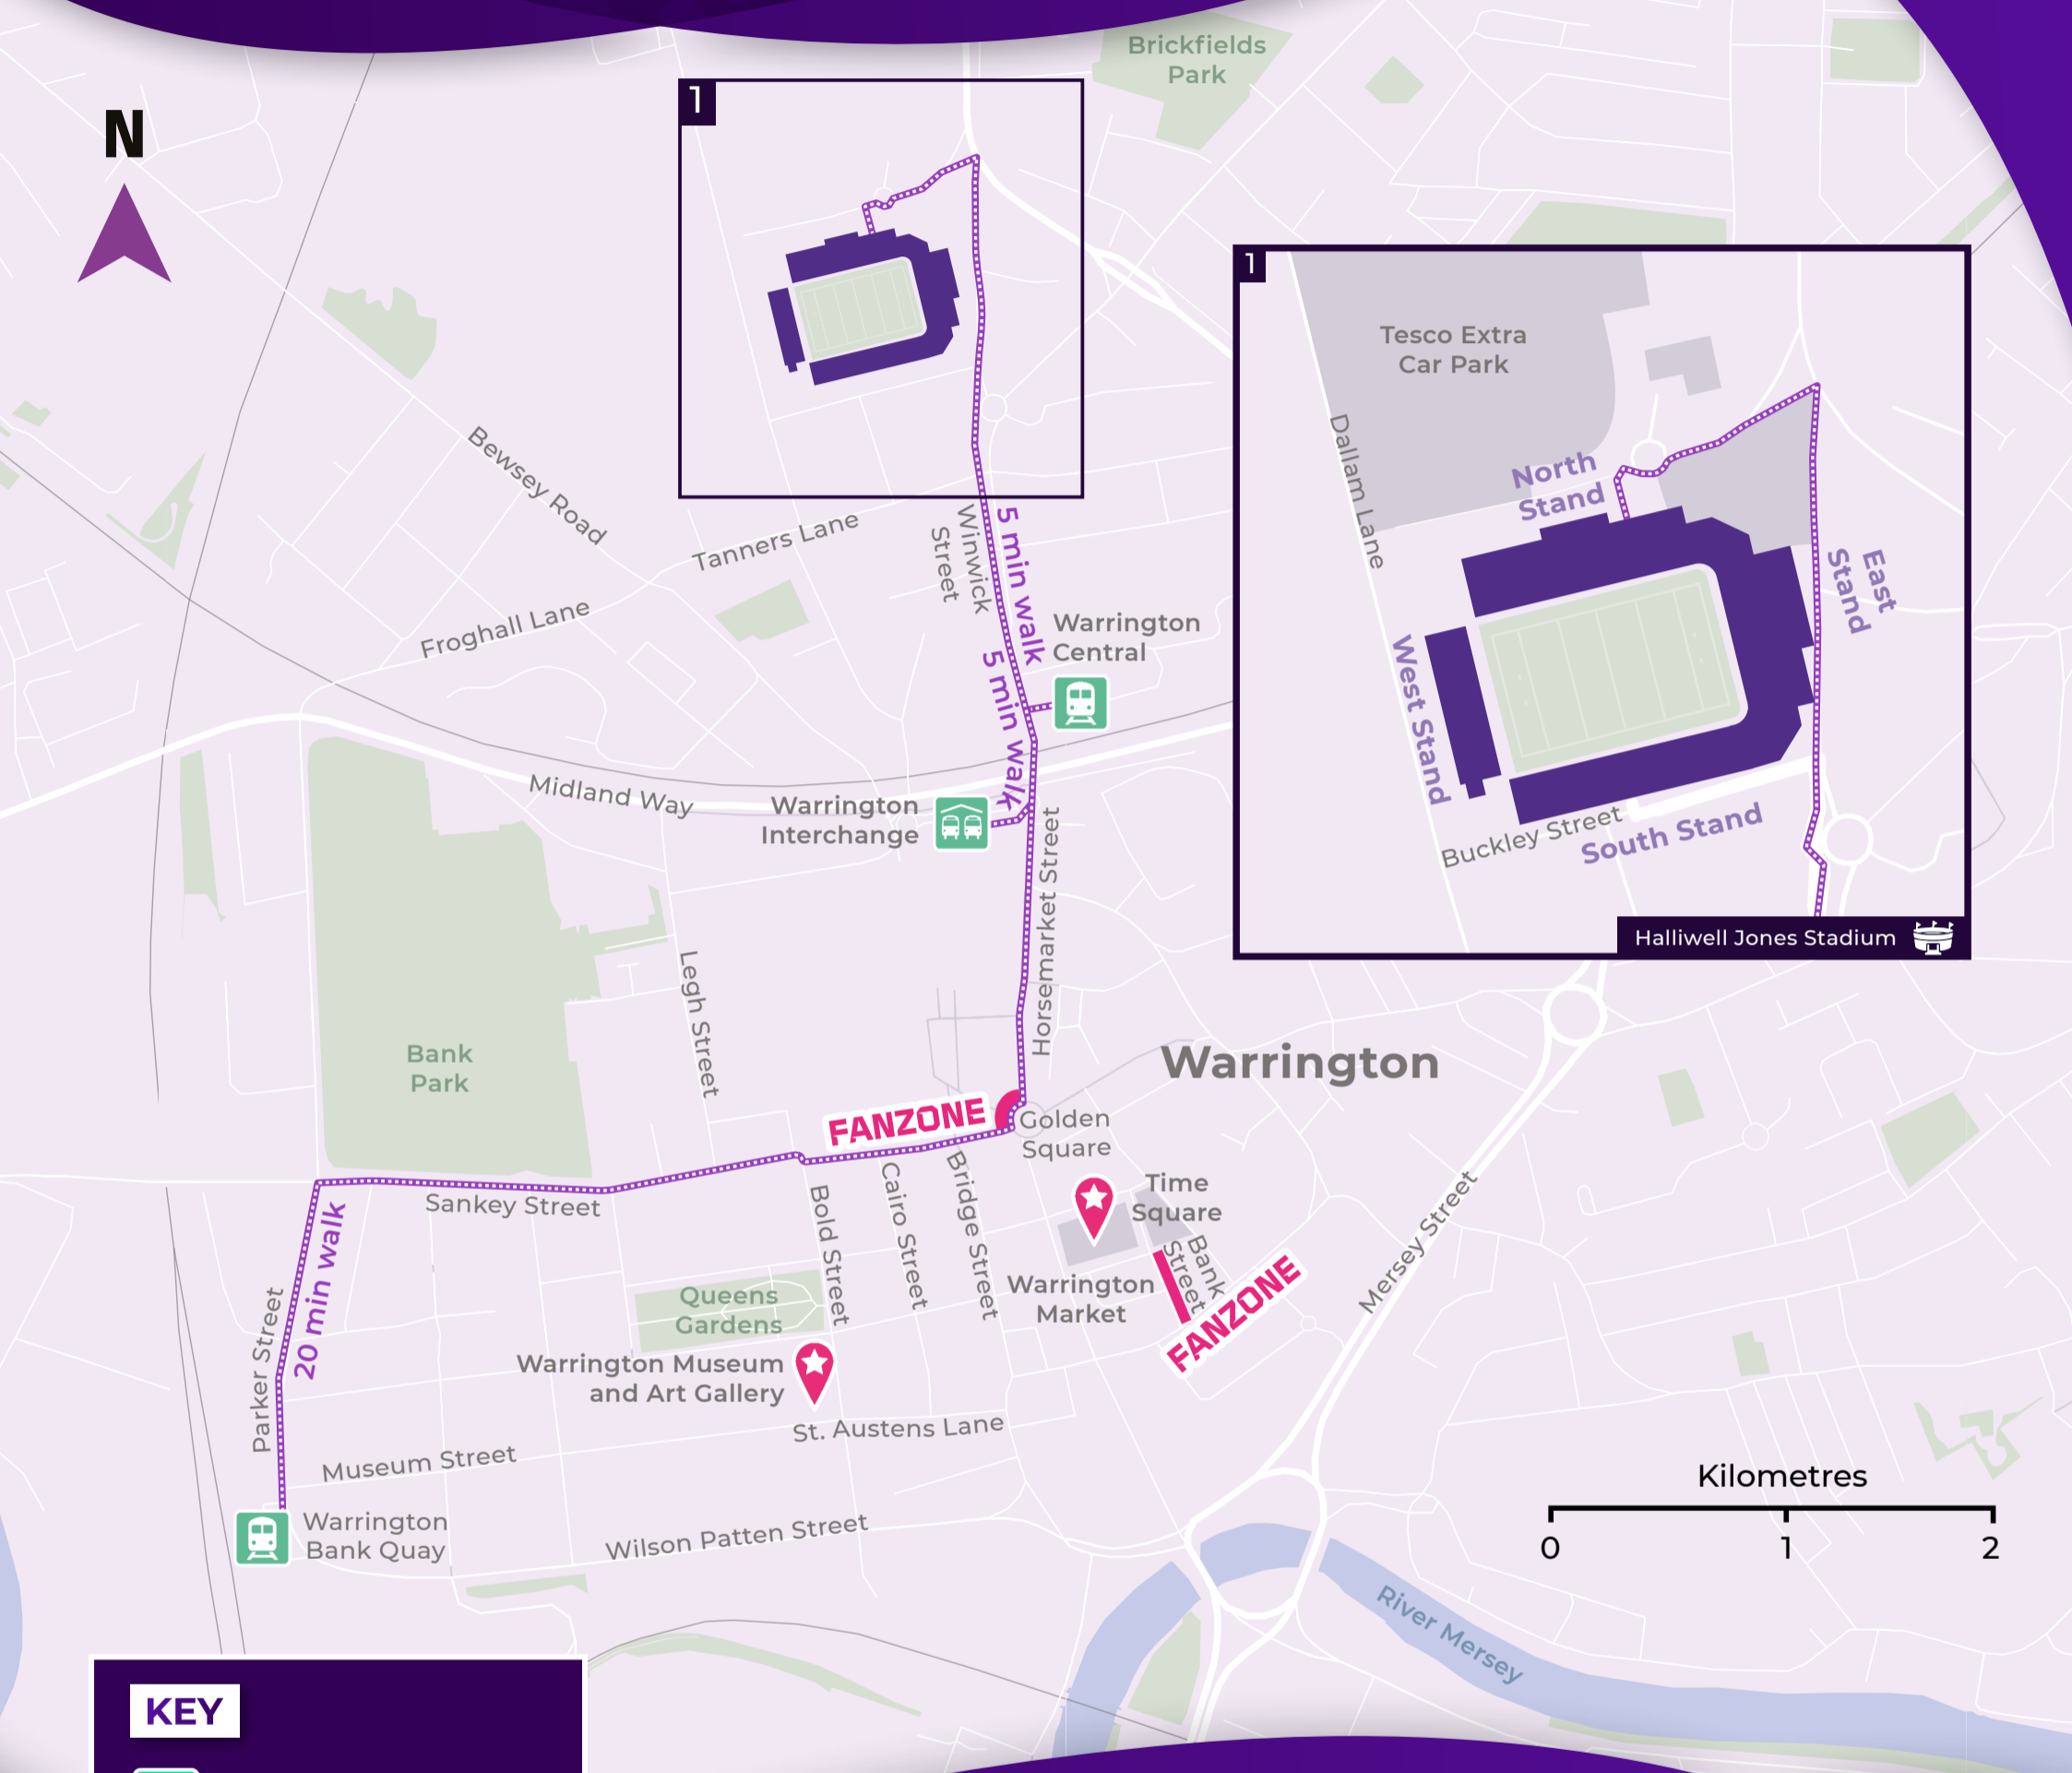 Brickfields
Park
1
N
1
Tesco Extra
Car Park
Dallam Lane
North
Stand
East
Stand
West Stand
Buckley Street
South Stand
Halliwell Jones Stadium
Bewsey Road
Tanners Lane
Winwick
Street
5 min walk
Froghall Lane
Warrington
Central
5 min walk
Midland Way
Warrington
Interchange
Horsemarket Street
Legh Street
Bank
Park
Warrington
FANZONE
Golden
Square
Sankey Street
Time
Square
Bold Street
Cairo Street
Bridge Street
Bank
Street
Mersey Street
20 min walk
Parker Street
Queens
Gardens
Warrington
Market
FANZONE
Warrington Museum
and Art Gallery
St. Austens Lane
Museum Street
Kilometres
0 1 2
Warrington
Bank Quay
Wilson Patten Street
River Mersey
KEY